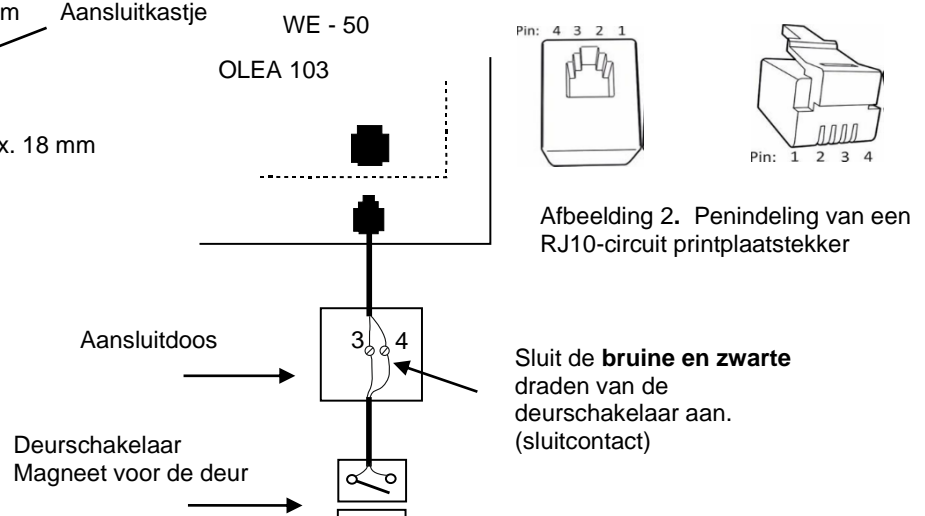 m Aansluitkastje
WE - 50
OLEA 103
x. 18 mm
Pin: 4 3 2 1
Pin: 1 2 3 4
Afbeelding 2. Penindeling van een
RJ10-circuit printplaatstekker
Aansluitdoos
3 4
Sluit de bruine en zwarte
draden van de
deurschakelaar aan.
(sluitcontact)
Deurschakelaar
Magneet voor de deur